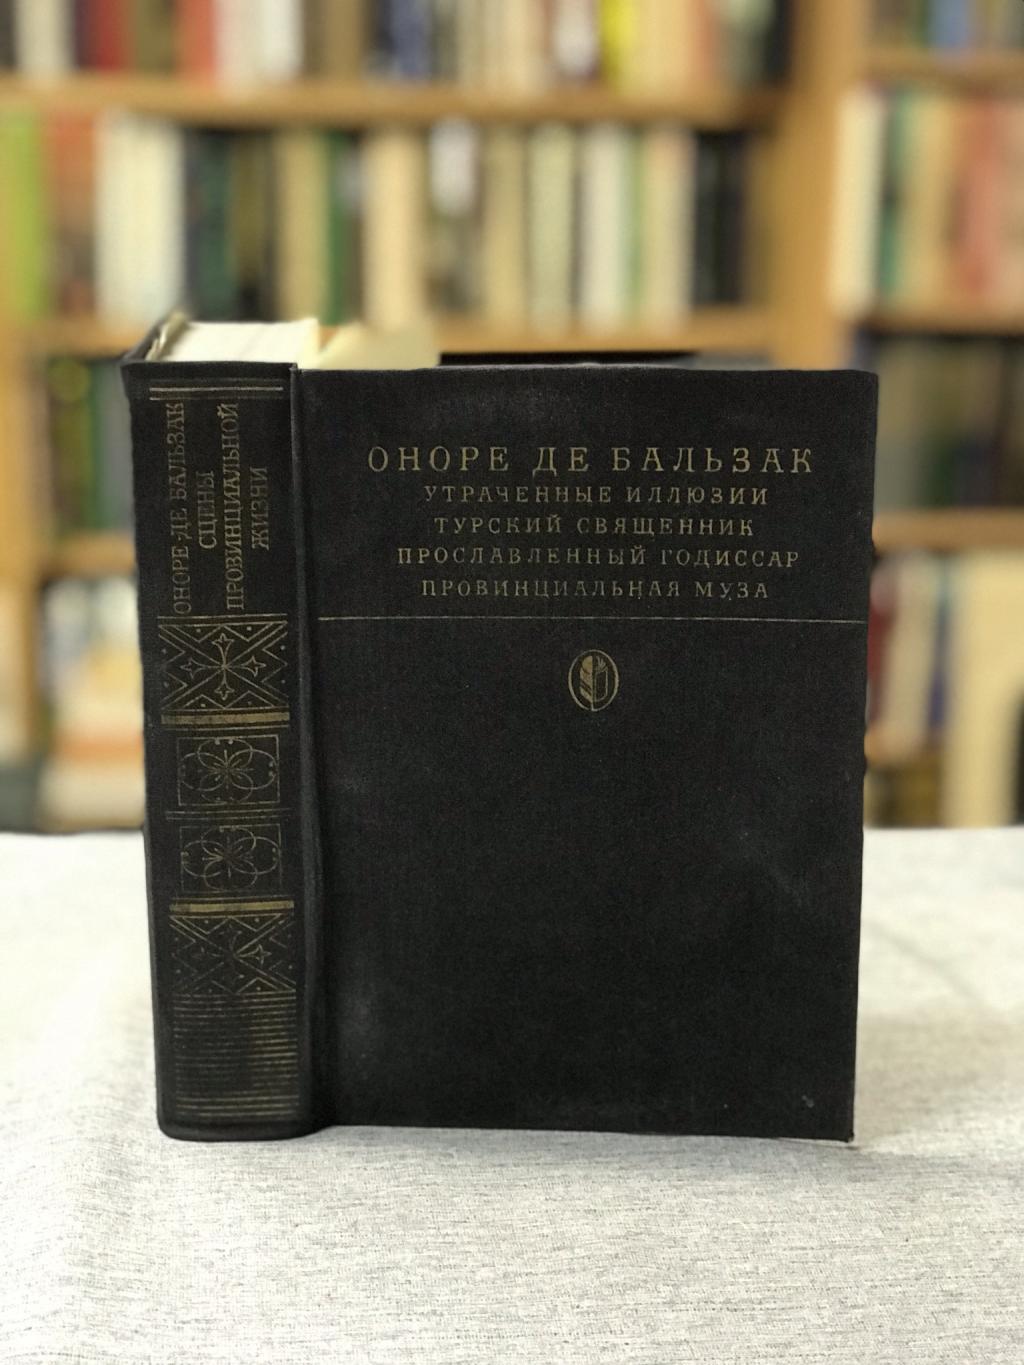 ОНОРЕ ДЕ БАЛЬЗАК
СЦЕНЫ
ПРОВИНЦИАЛЬНОЙ
ЖИЗНИ
ОНОРЕ ДЕ БАЛЬЗАК
УТРАЧЕННЫЕ ИЛЛЮЗИИ
ТУРСКИЙ СВЯЩЕННИК
ПРОСЛАВЛЕННЫЙ ГОДИССАР
ПРОВИНЦИАЛЬНАЯ МУЗА